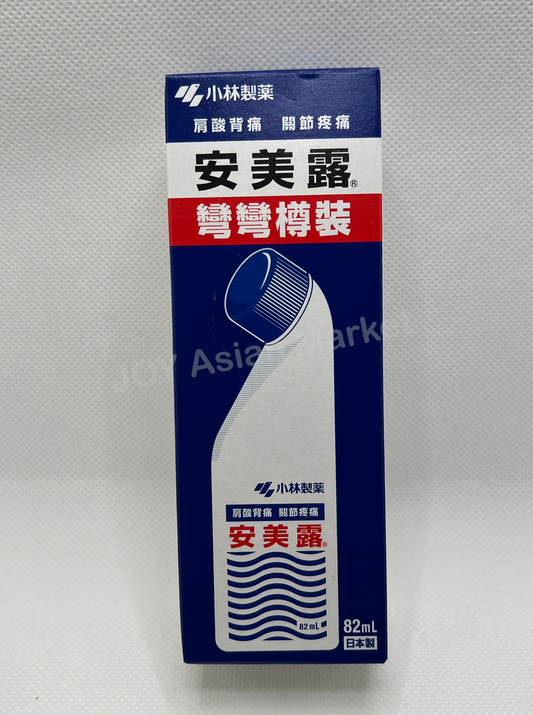 小林製薬
肩酸背痛 關節疼痛
安美露®
彎彎樽裝
Joy Asian Market
小林製薬
肩酸背痛 關節疼痛
安美露®
82mL
82mL
日本製